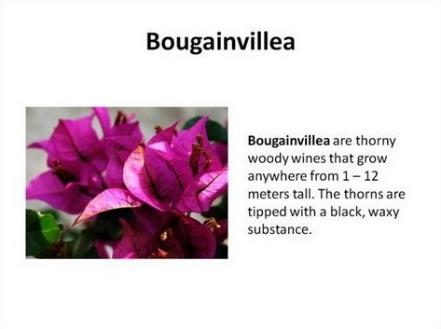 Bougainvillea
Bougainvillea are thorny
woody wines that grow
anywhere from 1 – 12
meters tall. The thorns are
tipped with a black, waxy
substance.